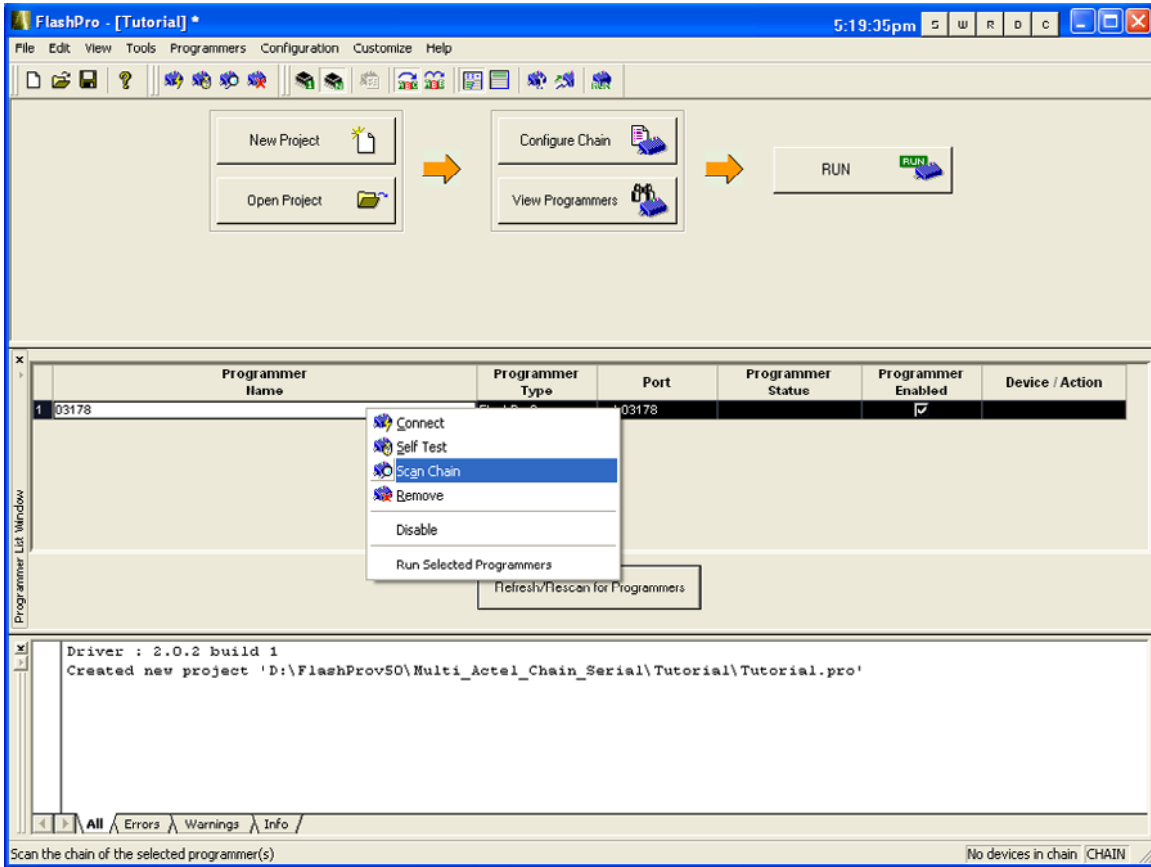 FlashPro - [Tutorial] *
5:19:35pm S W R D C
File Edit View Tools Programmers Configuration Customize Help
New Project
Configure Chain
RUN
RUN
Open Project
View Programmers
Programmer Name
Programmer Type
Port
Programmer Status
Programmer Enabled
Device / Action
1 03178
03178
Connect
Self Test
Scan Chain
Remove
Disable
Run Selected Programmers
Refresh/Rescan for Programmers
Programmer List Window
Driver : 2.0.2 build 1
Created new project 'D:\FlashProv50\Multi_Actel_Chain_Serial\Tutorial\Tutorial.pro'
All Errors Warnings Info
Scan the chain of the selected programmer(s)
No devices in chain CHAIN